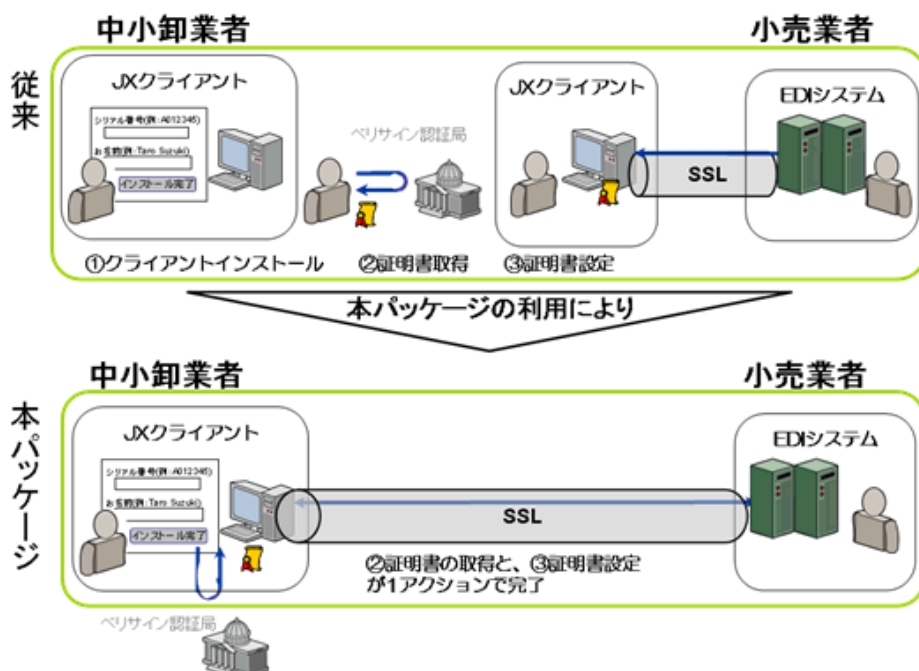 中小卸業者
小売業者
従来
JXクライアント
シリアル番号(例:A012345)
お名前(例:Taro Suzuki)
インストール完了
ベリサイン認証局
JXクライアント
EDIシステム
SSL
①クライアントインストール
②証明書取得
③証明書設定
本パッケージの利用により
中小卸業者
小売業者
本パッケージ
JXクライアント
シリアル番号(例:A012345)
お名前(例:Taro Suzuki)
インストール完了
EDIシステム
SSL
②証明書の取得と、③証明書設定
が1アクションで完了
ベリサイン認証局